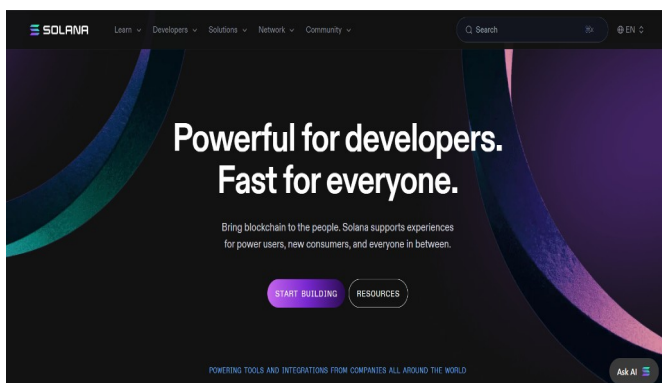 SOLANA
Learn Developers Solutions Network Community
Search
EN
Powerful for developers.
Fast for everyone.
Bring blockchain to the people. Solana supports experiences
for power users, new consumers, and everyone in between.
START BUILDING
RESOURCES
POWERING TOOLS AND INTEGRATIONS FROM COMPANIES ALL AROUND THE WORLD
Ask AI